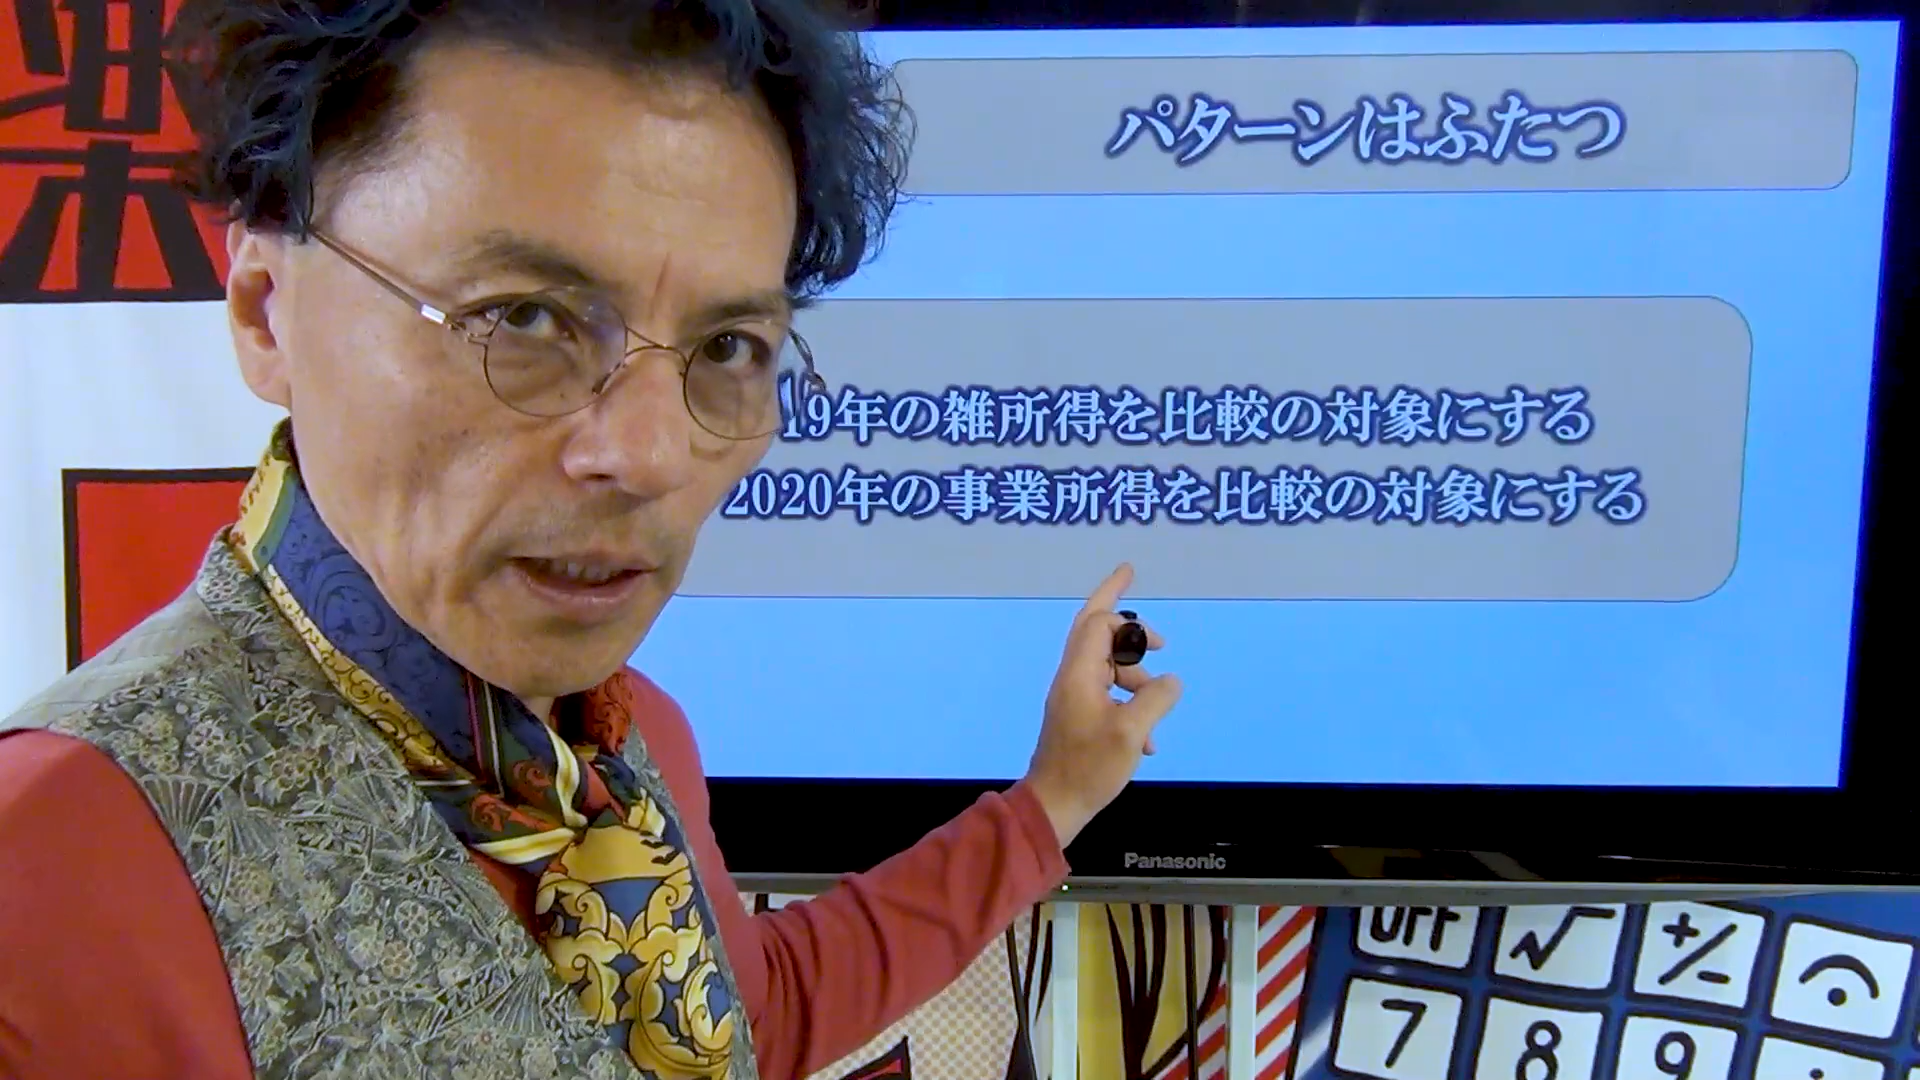 楽
パターンはふたつ
19年の雑所得を比較の対象にする
2020年の事業所得を比較の対象にする
Panasonic
OFF √ +/-
7 8 9